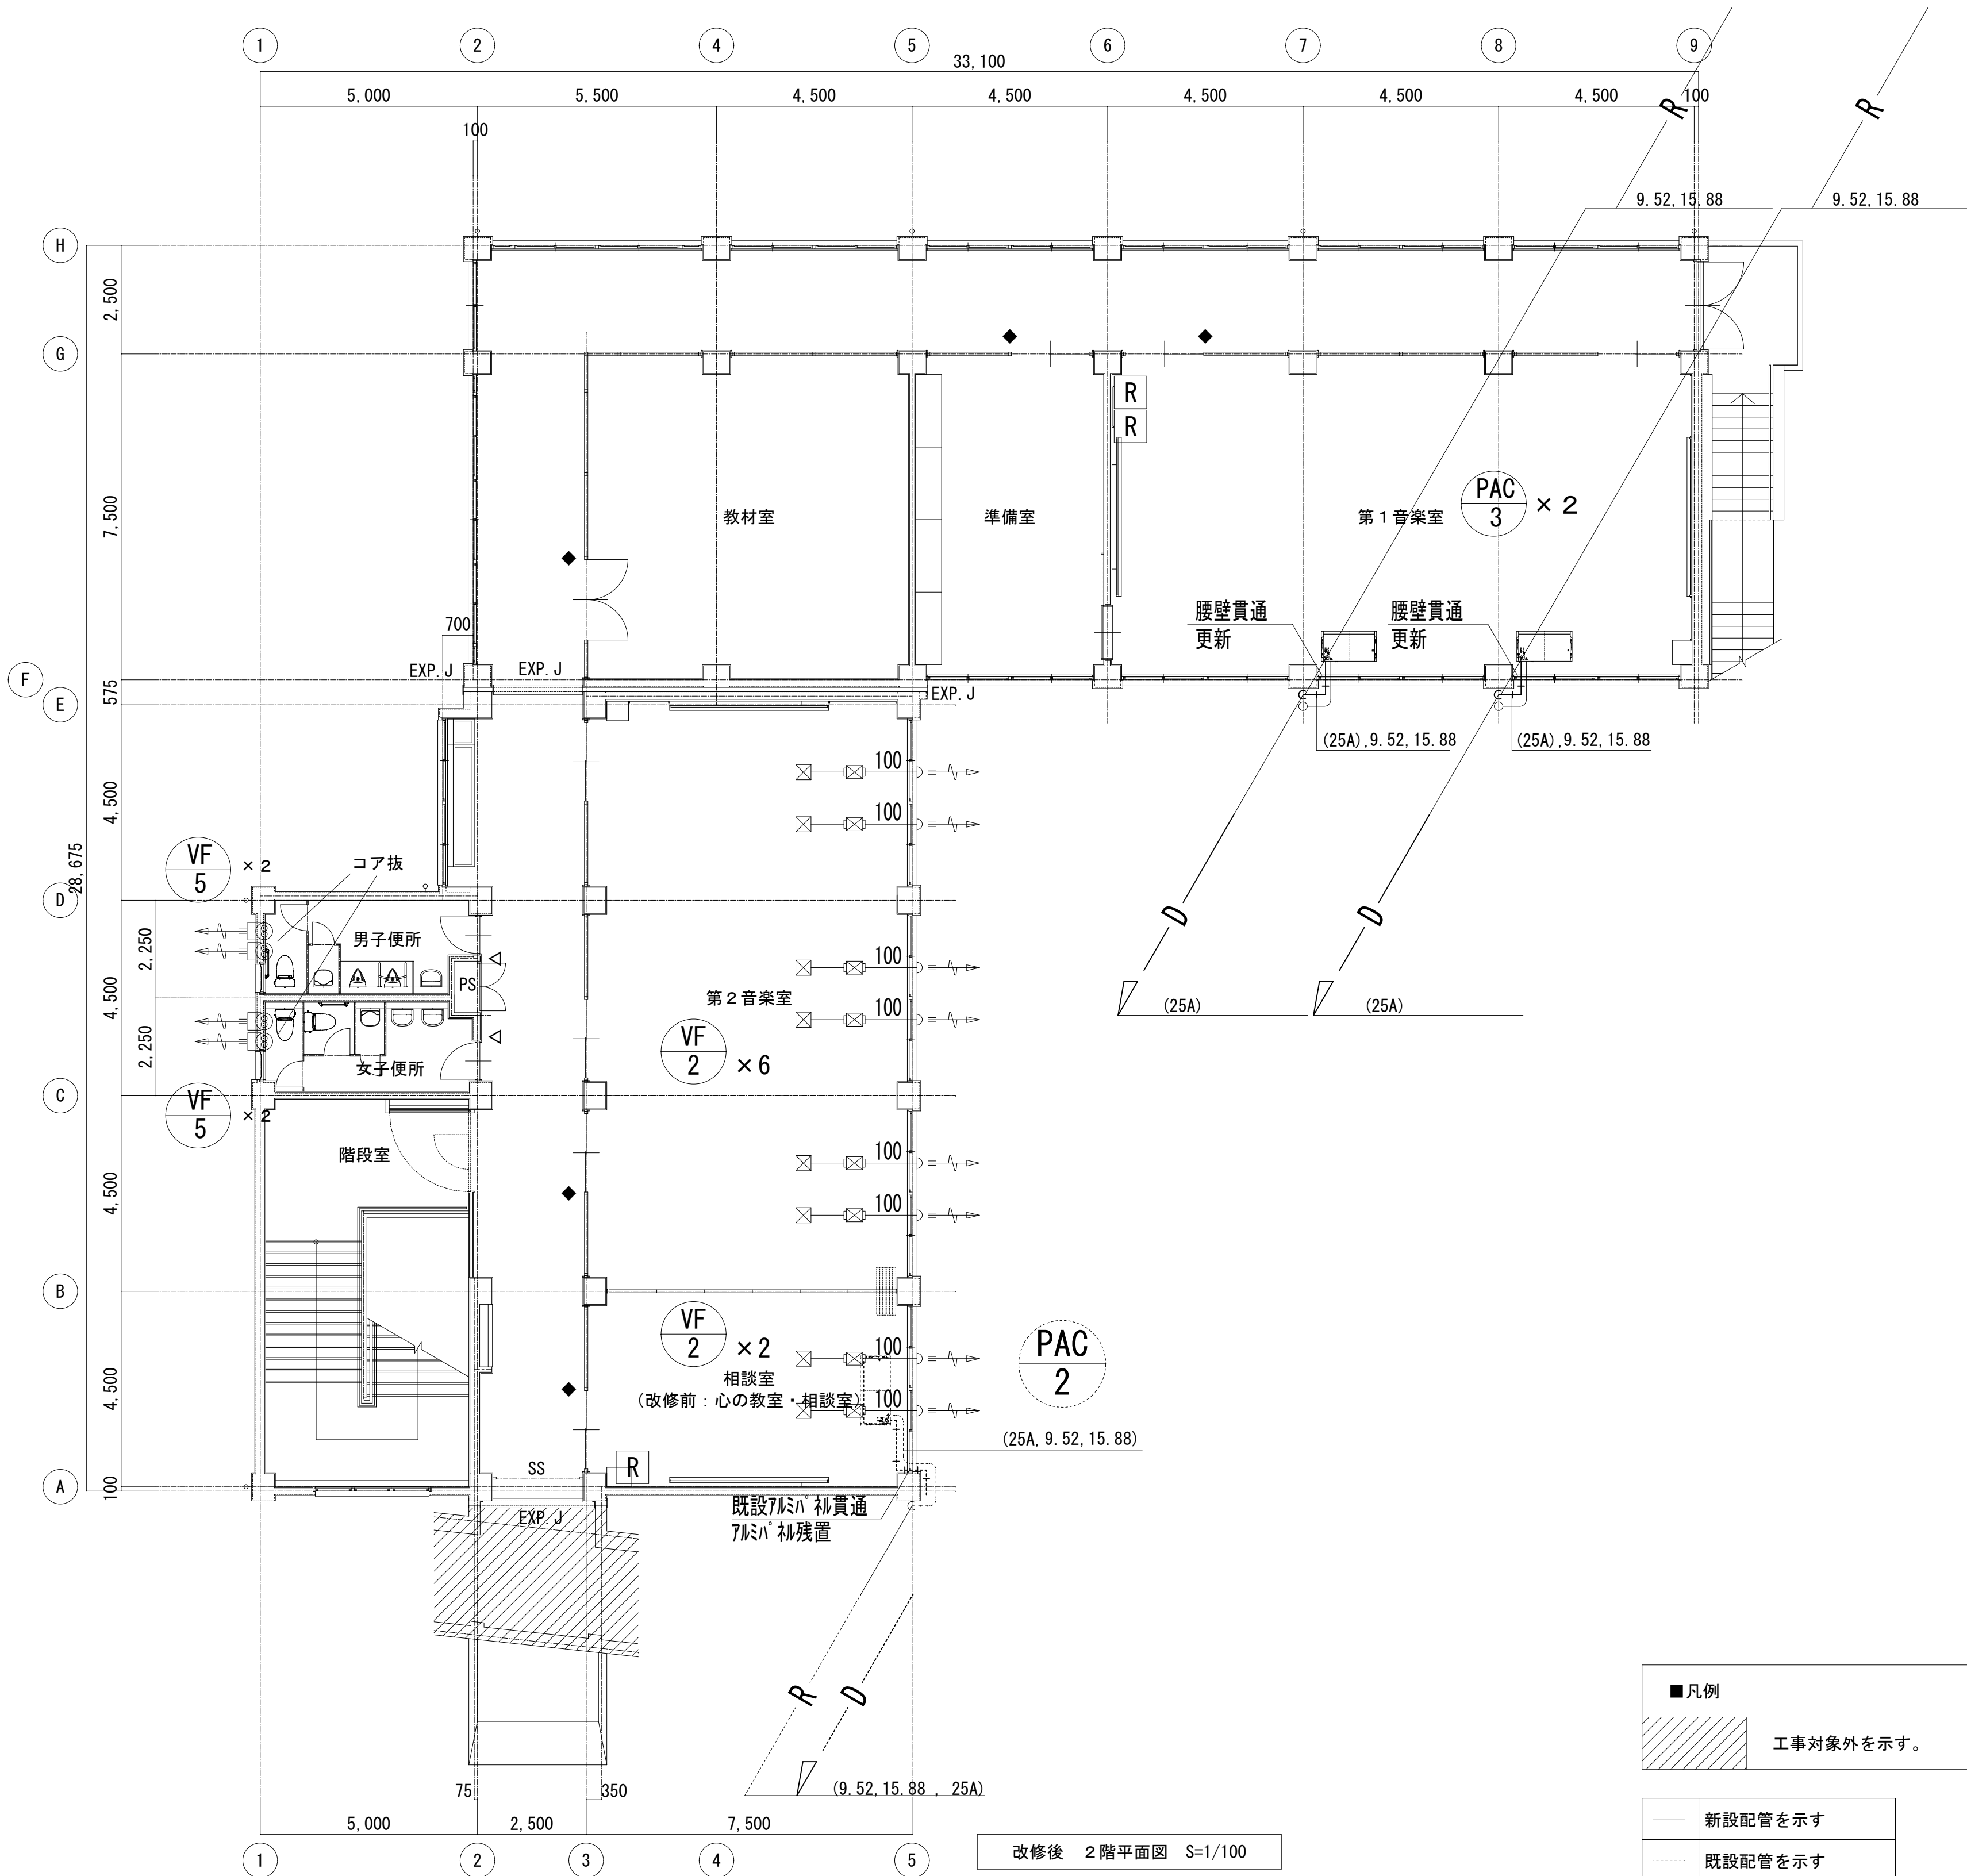 1 2 4 5 6 7 8 9
33,100
5,000 5,500 4,500 4,500 4,500 4,500 4,500 100
100
R R
9.52,15.88 9.52,15.88
H
2,500
G
R
R
7,500
教材室
準備室
第1音楽室
PAC
3
×2
腰壁貫通
更新
腰壁貫通
更新
700
EXP.J
EXP.J
F
575
E
EXP.J
(25A),9.52,15.88
(25A),9.52,15.88
100
4,500
100
28,675
VF
5
×2
コア抜
D
D D
2,250
男子便所
100
PS
4,500
第2音楽室
100
(25A) (25A)
2,250
VF
2
×6
女子便所
C
VF
5
×2
階段室
100
4,500
100
B
VF
2
×2
100
PAC
2
相談室
(改修前:心の教室・相談室)
100
4,500
(25A,9.52,15.88)
SS
R
A
100
EXP.J
既設アルミパネル貫通
アルミパネル残置
R D
■凡例
工事対象外を示す。
75 350
(9.52,15.88 , 25A)
5,000 2,500 7,500
新設配管を示す
既設配管を示す
1 2 3 4 5
改修後 2階平面図 S=1/100